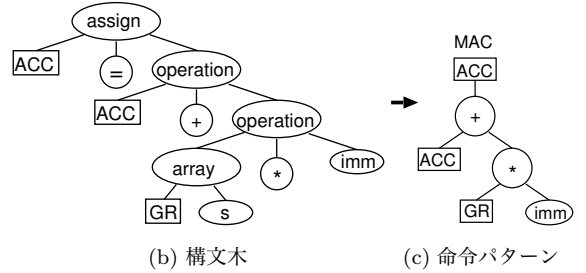 assign
MAC
ACC
=
operation
ACC
ACC
+
operation
+
array
*
imm
ACC
*
GR
s
GR
imm
(b) 構文木
(c) 命令パターン